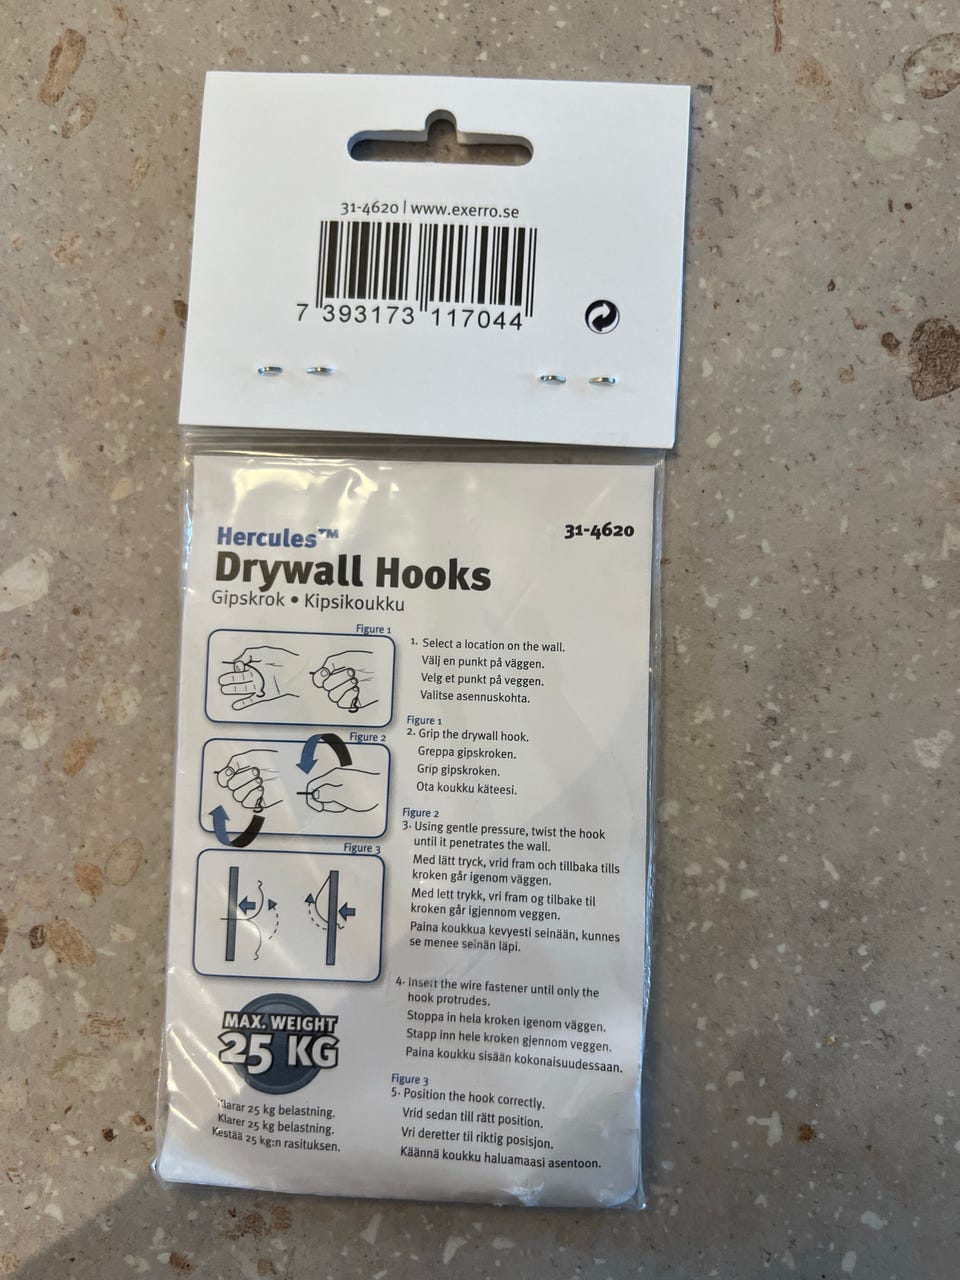 31-4620 | www.exerro.se
7 393173 117044
Hercules™
31-4620
Drywall Hooks
Gipskrok • Kipsikoukku
Figure 1
Figure 2
Figure 3
1. Select a location on the wall.
Välj en punkt på väggen.
Velg et punkt på veggen.
Valitse asennuskohta.
Figure 1
2. Grip the drywall hook.
Greppa gipskroken.
Grip gipskroken.
Ota koukku käteesi.
Figure 2
3. Using gentle pressure, twist the hook
until it penetrates the wall.
Med lätt tryck, vrid fram och tillbaka tills
kroken går igenom väggen.
Med lett trykk, vri fram og tilbake til
kroken går igjennom veggen.
Paina koukkua kevyesti seinään, kunnes
se menee seinän läpi.
4. Insert the wire fastener until only the
hook protrudes.
Stoppa in hela kroken igenom väggen.
Stapp inn hele kroken gjennom veggen.
Paina koukku sisään kokonaisuudessaan.
Figure 3
5. Position the hook correctly.
Vrid sedan till rätt position.
Vri deretter til riktig posisjon.
Käännä koukku haluamaasi asentoon.
MAX. WEIGHT
25 KG
Klarar 25 kg belastning.
Klarer 25 kg belastning.
Kestää 25 kg:n rasituksen.